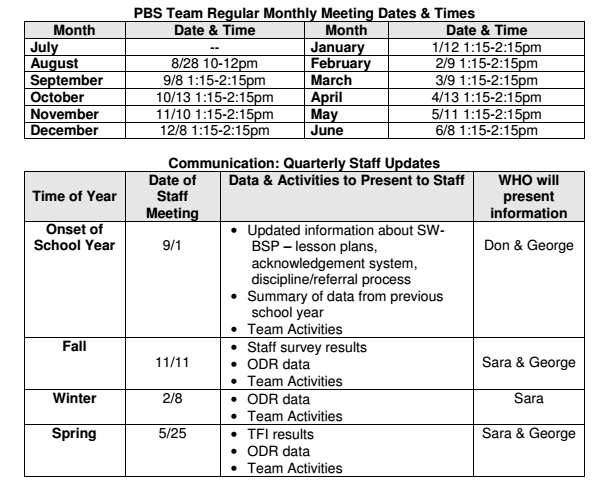 PBS Team Regular Monthly Meeting Dates & Times
Month Date & Time Month Date & Time
July -- January 1/12 1:15-2:15pm
August 8/28 10-12pm February 2/9 1:15-2:15pm
September 9/8 1:15-2:15pm March 3/9 1:15-2:15pm
October 10/13 1:15-2:15pm April 4/13 1:15-2:15pm
November 11/10 1:15-2:15pm May 5/11 1:15-2:15pm
December 12/8 1:15-2:15pm June 6/8 1:15-2:15pm
Communication: Quarterly Staff Updates
Time of Year
Date of
Staff
Meeting
Data & Activities to Present to Staff
WHO will
present
information
Onset of
School Year
9/1
• Updated information about SW-
BSP – lesson plans,
acknowledgement system,
discipline/referral process
• Summary of data from previous
school year
• Team Activities
Don & George
Fall
11/11
• Staff survey results
• ODR data
• Team Activities
Sara & George
Winter
2/8
• ODR data
• Team Activities
Sara
Spring
5/25
• TFI results
• ODR data
• Team Activities
Sara & George